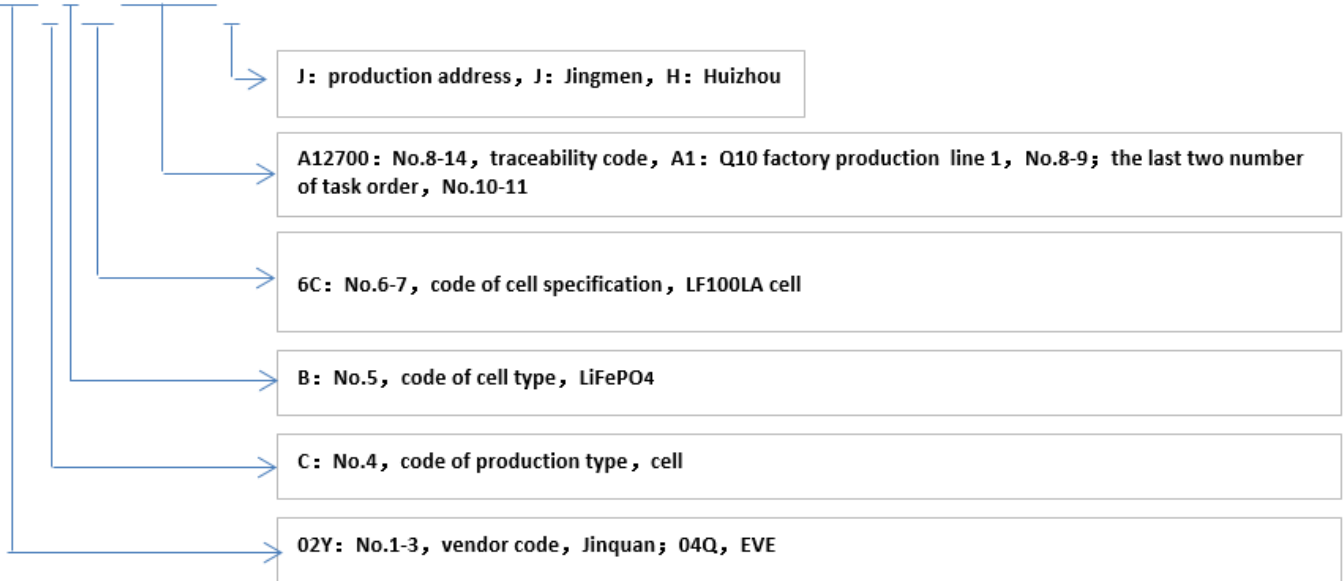 J：production address，J：Jingmen，H：Huizhou
A12700：No.8-14，traceability code，A1：Q10 factory production line 1，No.8-9；the last two number
of task order，No.10-11
6C：No.6-7，code of cell specification，LF100LA cell
B：No.5，code of cell type，LiFePO4
C：No.4，code of production type，cell
02Y：No.1-3，vendor code，Jinquan；04Q，EVE